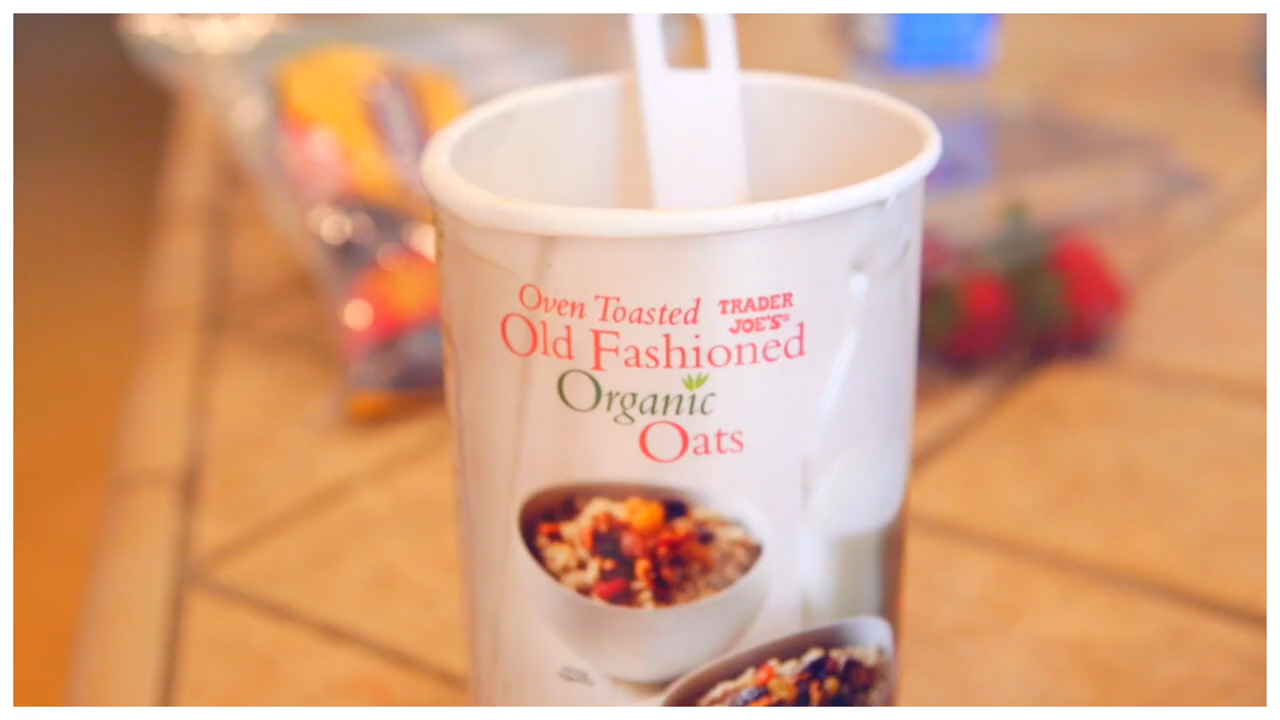 Oven Toasted
TRADER
JOE'S®
Old Fashioned
Organic
Oats